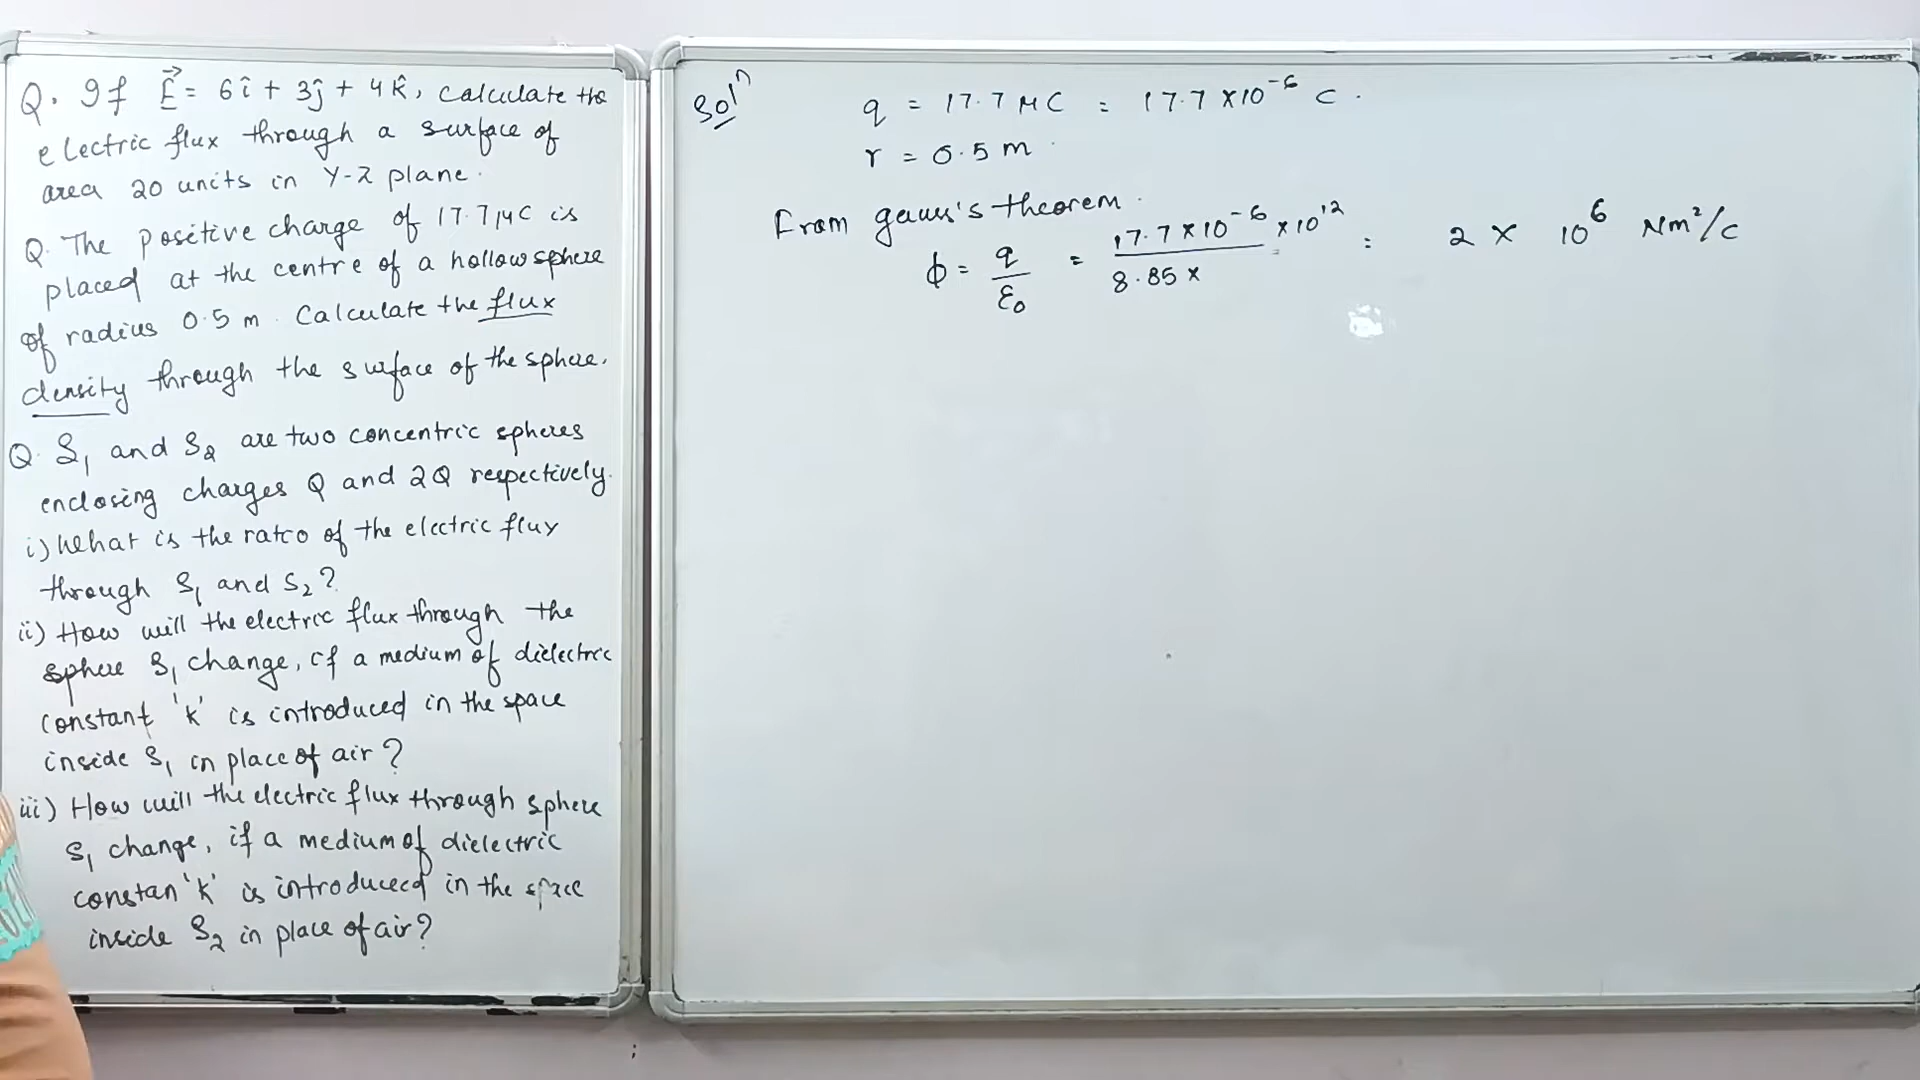 Q. If E⃗ = 6î + 3ĵ + 4k̂, calculate the
electric flux through a surface of
area 20 units in Y-Z plane.
Q. The positive charge of 17.7 μC is
placed at the centre of a hollow sphere
of radius 0.5 m. Calculate the flux
density through the surface of the sphere.
Q. S₁ and S₂ are two concentric spheres
enclosing charges Q and 2Q respectively.
i) What is the ratio of the electric flux
through S₁ and S₂?
ii) How will the electric flux through the
sphere S₁ change, if a medium of dielectric
constant 'K' is introduced in the space
inside S₁ in place of air?
iii) How will the electric flux through sphere
S₁ change, if a medium of dielectric
constan 'K' is introduced in the space
inside S₂ in place of air?
Solⁿ q = 17.7 μC = 17.7 × 10⁻⁶ C.
r = 0.5 m
From gauss's theorem.
ϕ = q/ε₀ = 17.7 × 10⁻⁶ × 10¹² / 8.85 × = 2 × 10⁶ Nm²/C